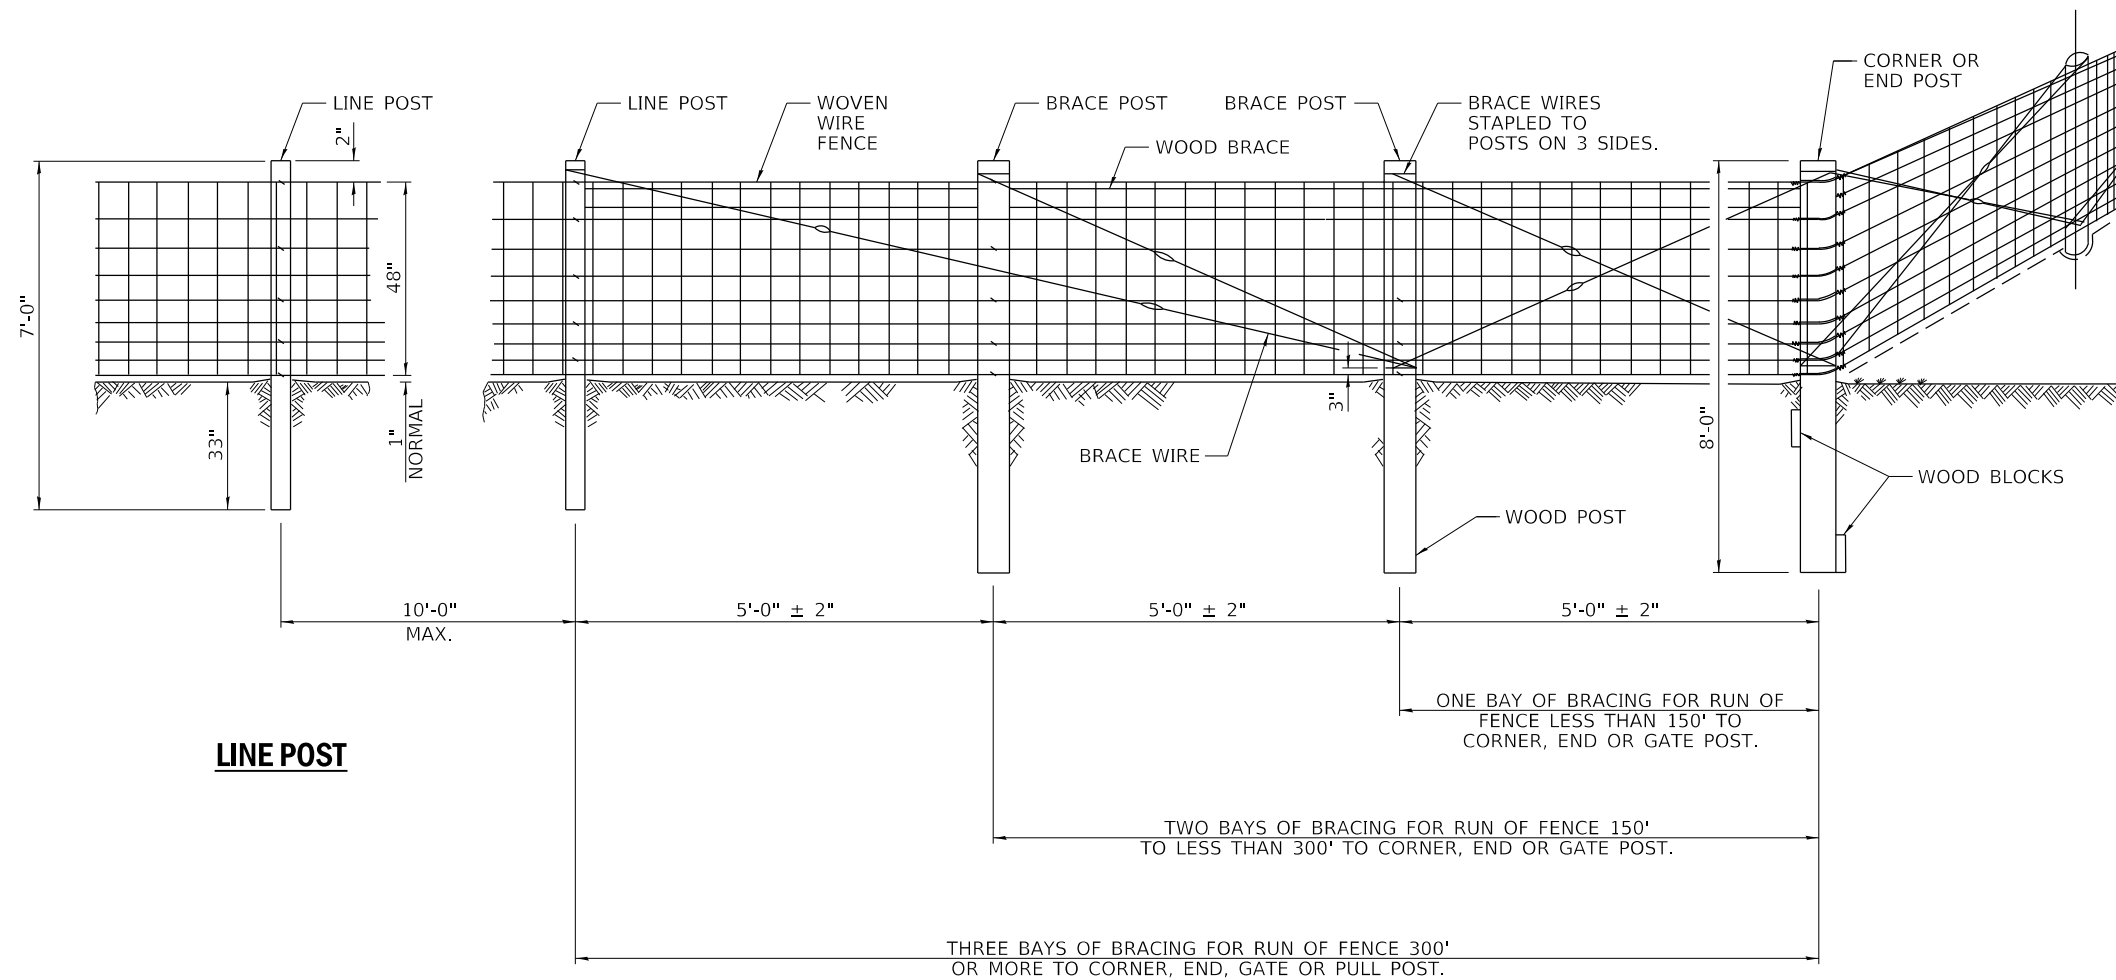 CORNER OR
END POST
LINE POST
LINE POST
WOVEN
WIRE
FENCE
BRACE POST
BRACE POST
BRACE WIRES
STAPLED TO
POSTS ON 3 SIDES.
WOOD BRACE
2"
7'-0"
48"
33"
1"
NORMAL
3"
BRACE WIRE
8'-0"
WOOD BLOCKS
WOOD POST
10'-0"
MAX.
5'-0" ± 2"
5'-0" ± 2"
5'-0" ± 2"
ONE BAY OF BRACING FOR RUN OF
FENCE LESS THAN 150' TO
CORNER, END OR GATE POST.
LINE POST
TWO BAYS OF BRACING FOR RUN OF FENCE 150'
TO LESS THAN 300' TO CORNER, END OR GATE POST.
THREE BAYS OF BRACING FOR RUN OF FENCE 300'
OR MORE TO CORNER, END, GATE OR PULL POST.